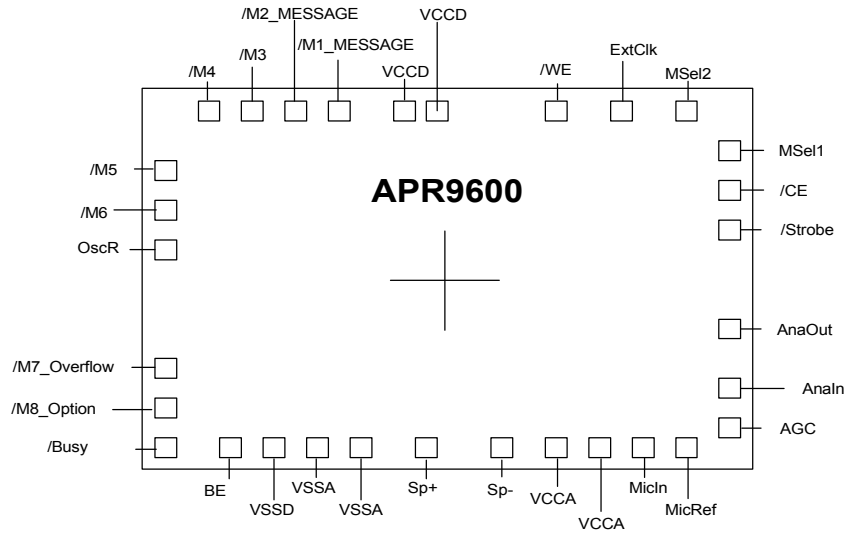 /M2_MESSAGE
VCCD
/M1_MESSAGE
/M3
/M4
VCCD
/WE
ExtClk
MSel2
/M5
/M6
OscR
APR9600
MSel1
/CE
/Strobe
AnaOut
/M7_Overflow
/M8_Option
/Busy
AnaIn
AGC
BE
VSSD
VSSA
VSSA
Sp+
Sp-
VCCA
VCCA
MicIn
MicRef